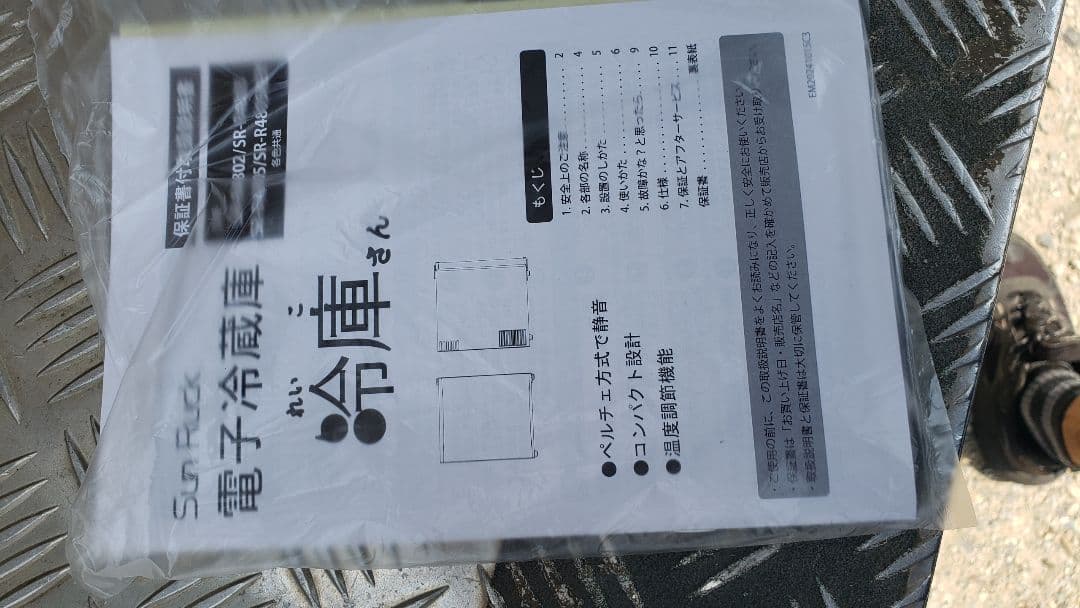 Sun Ruck
保証書付
電子冷蔵庫
302/SR-
5/SR-R48
各色共通
れいこ
冷庫さん
●ペルチェ方式で静音
●コンパクト設計
●温度調節機能
もくじ
1. 安全上のご注意 ........ 2
2. 各部の名称 ........ 4
3. 設置のしかた ........ 5
4. 使いかた ........ 6
5. 故障かな？と思ったら ........ 9
6. 仕様 ........ 10
7. 保証とアフターサービス ..... 11
保証書 ........ 裏表紙
・ご使用の前に、この取扱説明書をよくお読みになり、正しく安全にお使いください
・保証書は「お買い上げ日・販売店名」などの記入を確かめて販売店からお受け取り
・取扱説明書と保証書は大切に保管してください。
EM20241015C3